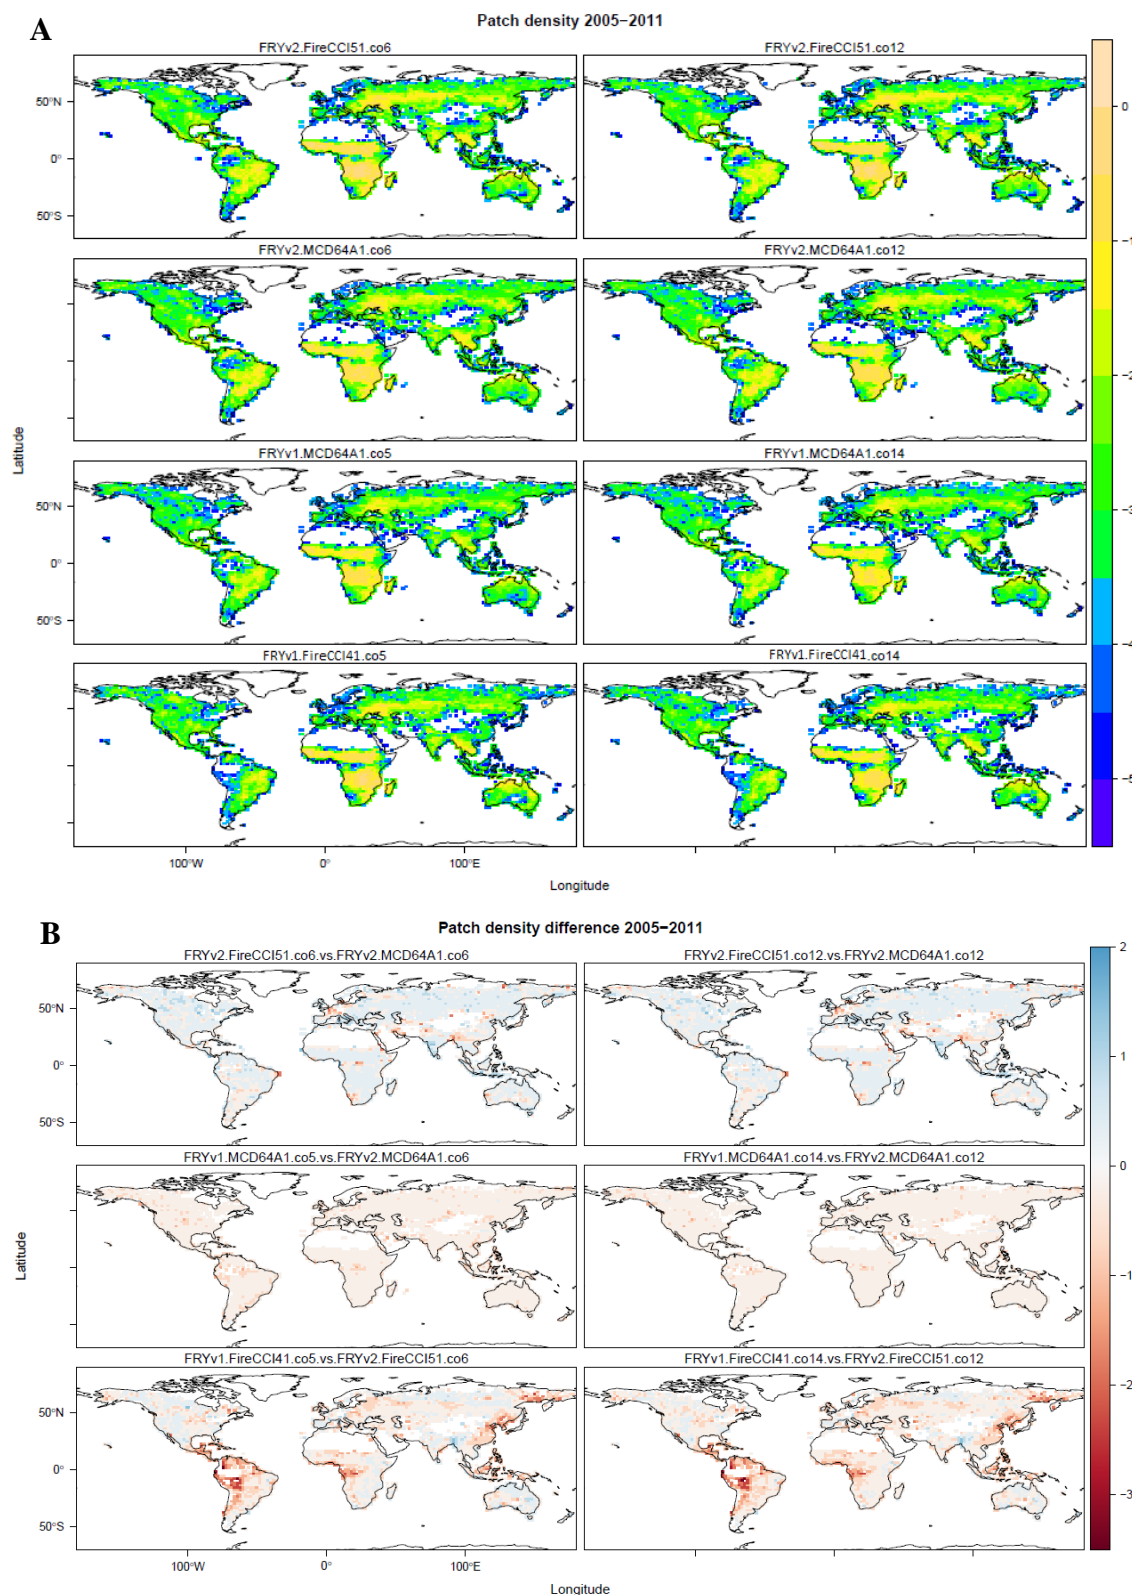 A
Patch density 2005−2011
FRYv2.FireCCI51.co6
FRYv2.FireCCI51.co12
50°N
0°
50°S
FRYv2.MCD64A1.co6
FRYv2.MCD64A1.co12
FRYv1.MCD64A1.co5
FRYv1.MCD64A1.co14
50°N
0°
50°S
FRYv1.FireCCI41.co5
FRYv1.FireCCI41.co14
100°W
0°
100°E
Latitude
Longitude
0
−1
−2
−3
−4
−5
B
Patch density difference 2005−2011
FRYv2.FireCCI51.co6.vs.FRYv2.MCD64A1.co6
FRYv2.FireCCI51.co12.vs.FRYv2.MCD64A1.co12
50°N
0°
50°S
FRYv1.MCD64A1.co5.vs.FRYv2.MCD64A1.co6
FRYv1.MCD64A1.co14.vs.FRYv2.MCD64A1.co12
FRYv1.FireCCI41.co5.vs.FRYv2.FireCCI51.co6
FRYv1.FireCCI41.co14.vs.FRYv2.FireCCI51.co12
50°N
0°
50°S
100°W
0°
100°E
Latitude
Longitude
2
1
0
−1
−2
−3